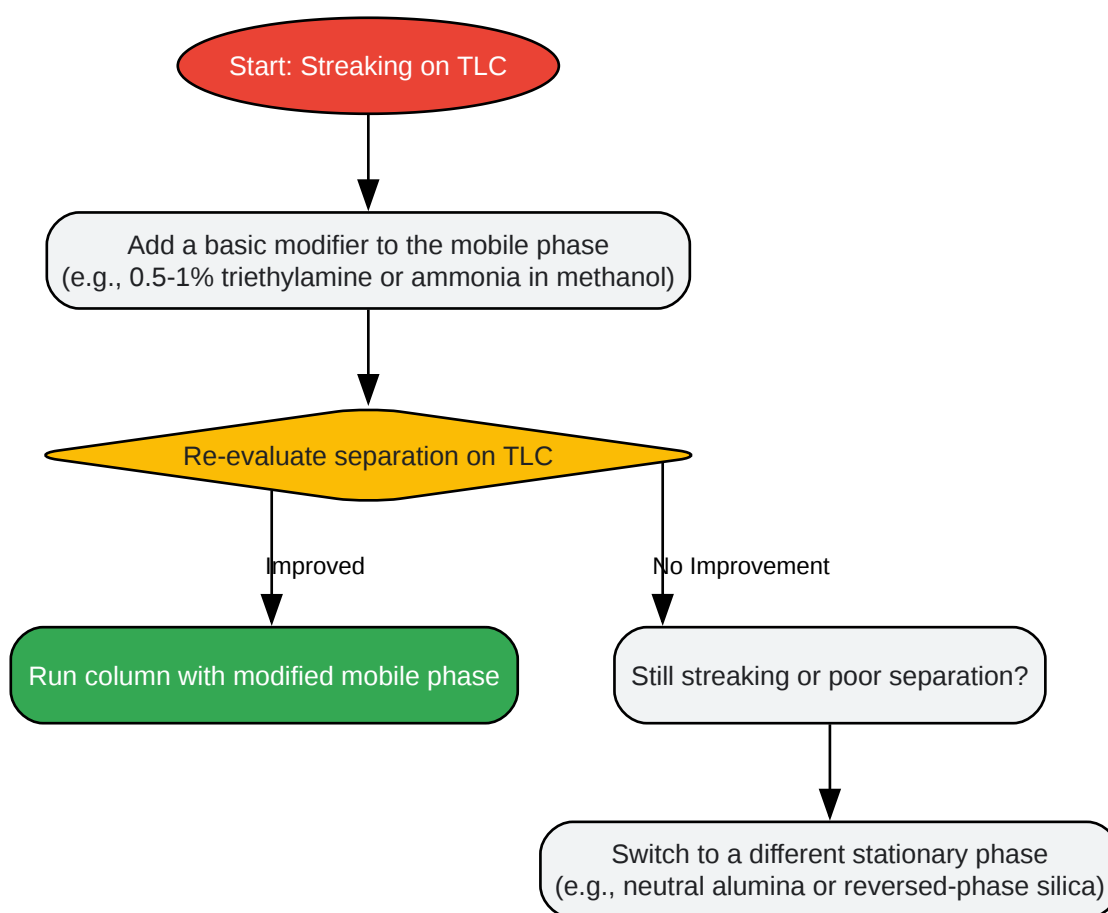 Start: Streaking on TLC
Add a basic modifier to the mobile phase
(e.g., 0.5-1% triethylamine or ammonia in methanol)
Re-evaluate separation on TLC
Improved
No Improvement
Run column with modified mobile phase
Still streaking or poor separation?
Switch to a different stationary phase
(e.g., neutral alumina or reversed-phase silica)